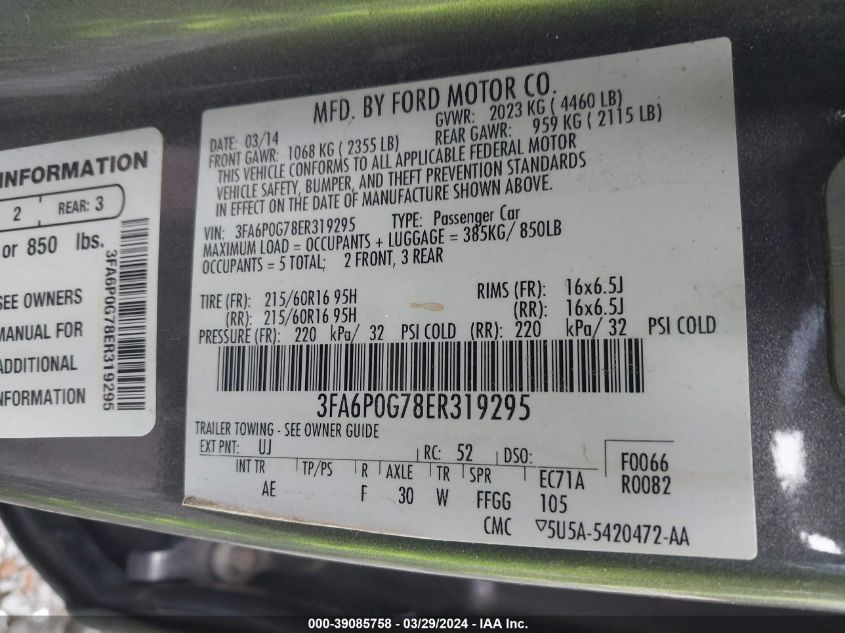 INFORMATION
2 REAR: 3
or 850 lbs.
SEE OWNERS
MANUAL FOR
ADDITIONAL
INFORMATION
3FA6P0G78ER319295
MFD. BY FORD MOTOR CO.
DATE: 03/14 GVWR: 2023 KG ( 4460 LB)
FRONT GAWR: 1068 KG ( 2355 LB) REAR GAWR: 959 KG ( 2115 LB)
THIS VEHICLE CONFORMS TO ALL APPLICABLE FEDERAL MOTOR
VEHICLE SAFETY, BUMPER, AND THEFT PREVENTION STANDARDS
IN EFFECT ON THE DATE OF MANUFACTURE SHOWN ABOVE.
VIN: 3FA6P0G78ER319295 TYPE: Passenger Car
MAXIMUM LOAD = OCCUPANTS + LUGGAGE = 385KG/ 850LB
OCCUPANTS = 5 TOTAL; 2 FRONT, 3 REAR
TIRE (FR): 215/60R16 95H RIMS (FR): 16x6.5J
(RR): 215/60R16 95H (RR): 16x6.5J
PRESSURE (FR): 220 kPa/ 32 PSI COLD (RR): 220 kPa/ 32 PSI COLD
3FA6P0G78ER319295
TRAILER TOWING - SEE OWNER GUIDE
EXT PNT: UJ RC: 52 DSO: F0066
INT TR TP/PS R AXLE TR SPR EC71A R0082
AE F 30 W FFGG 105
CMC 5U5A-5420472-AA
000-39085758 - 03/29/2024 - IAA Inc.